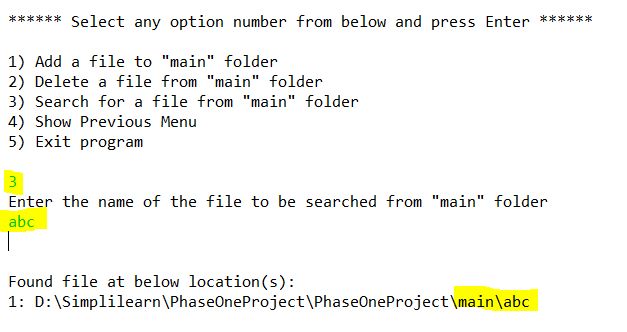 ****** Select any option number from below and press Enter ******
1) Add a file to "main" folder
2) Delete a file from "main" folder
3) Search for a file from "main" folder
4) Show Previous Menu
5) Exit program
3
Enter the name of the file to be searched from "main" folder
abc
Found file at below location(s):
1: D:\Simplilearn\PhaseOneProject\PhaseOneProject\main\abc